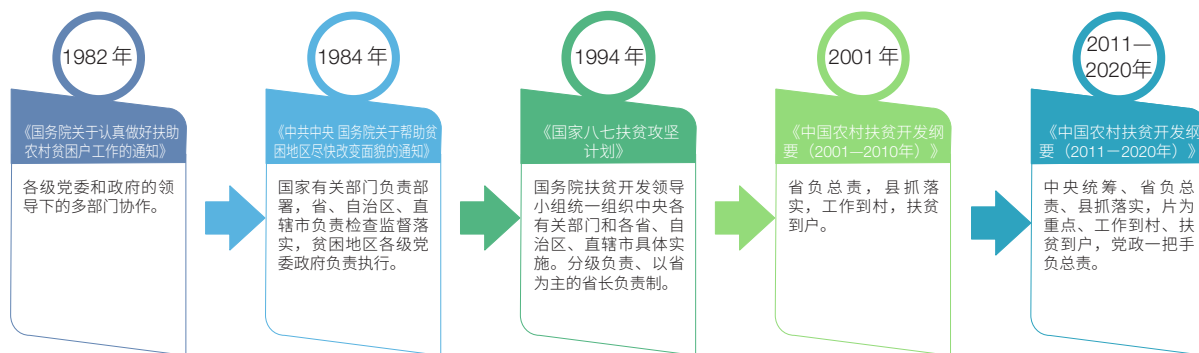 1982 年
《国务院关于认真做好扶助
农村贫困户工作的通知》
各级党委和政府的领
导下的多部门协作。
1984 年
《中共中央 国务院关于帮助贫
困地区尽快改变面貌的通知》
国家有关部门负责部
署，省、自治区、直
辖市负责检查监督落
实，贫困地区各级党
委政府负责执行。
1994 年
《国家八七扶贫攻坚
计划》
国务院扶贫开发领导
小组统一组织中央各
有关部门和各省、自
治区、直辖市具体实
施。分级负责、以省
为主的省长负责制。
2001 年
《中国农村扶贫开发纲
要（2001—2010年）》
省负总责，县抓落
实，工作到村，扶贫
到户。
2011—
2020年
《中国农村扶贫开发纲
要（2011－2020年）》
中央统筹、省负总
责、县抓落实，片为
重点、工作到村、扶
贫到户，党政一把手
负总责。